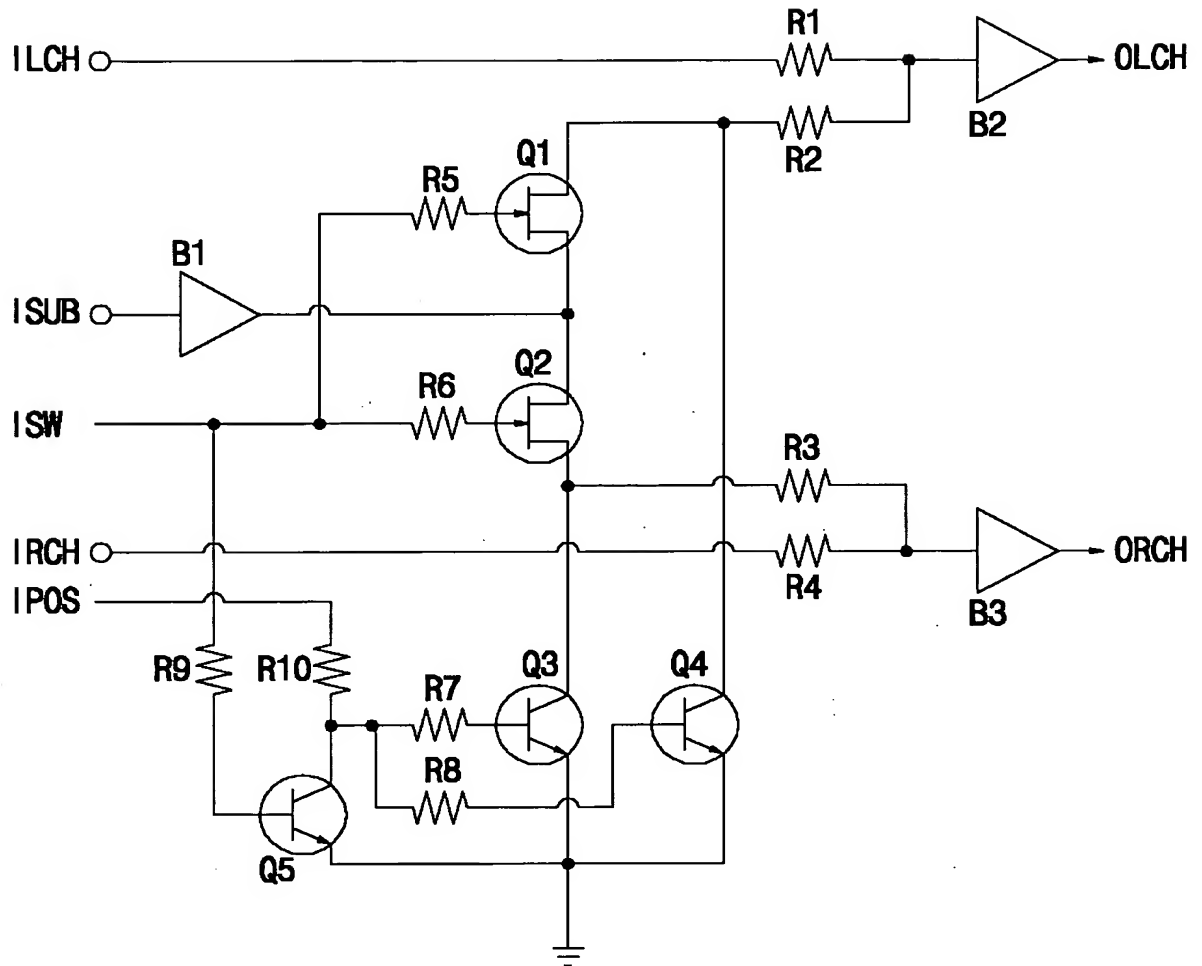 R1
ILCH
OLCH
B2
R2
Q1
R5
B1
ISUB
Q2
R6
ISW
R3
IRCH
ORCH
R4
IPOS
B3
R9
R10
R7
Q3
Q4
R8
Q5